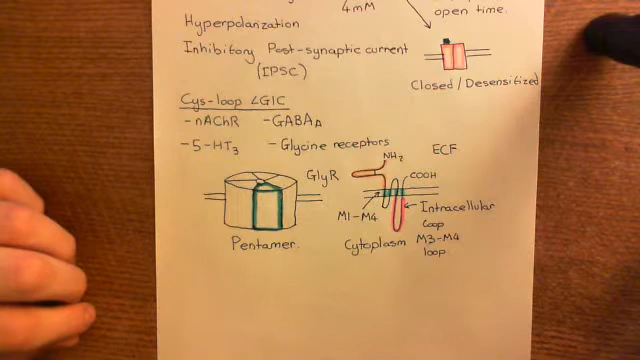 4mM
open time.
Hyperpolarization
Inhibitory Post-synaptic current
(IPSC)
Closed/Desensitized
Cys-loop LGIC
- nAChR - GABAA
- 5-HT3 - Glycine receptors
NH2
ECF
GlyR
COOH
M1-M4
Intracellular
loop
Pentamer
Cytoplasm
M3-M4
loop